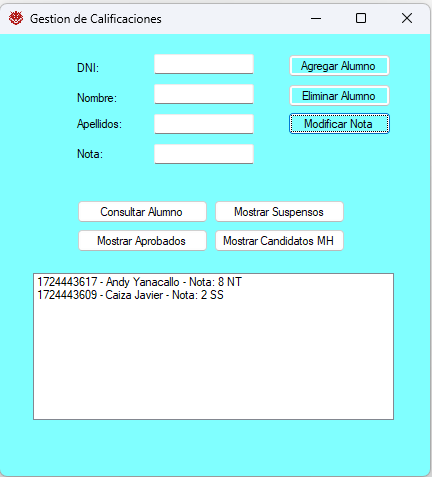 Gestion de Calificaciones
DNI:
Agregar Alumno
Nombre:
Eliminar Alumno
Apellidos:
Modificar Nota
Nota:
Consultar Alumno
Mostrar Suspensos
Mostrar Aprobados
Mostrar Candidatos MH
1724443617 - Andy Yanacallo - Nota: 8 NT
1724443609 - Caiza Javier - Nota: 2 SS